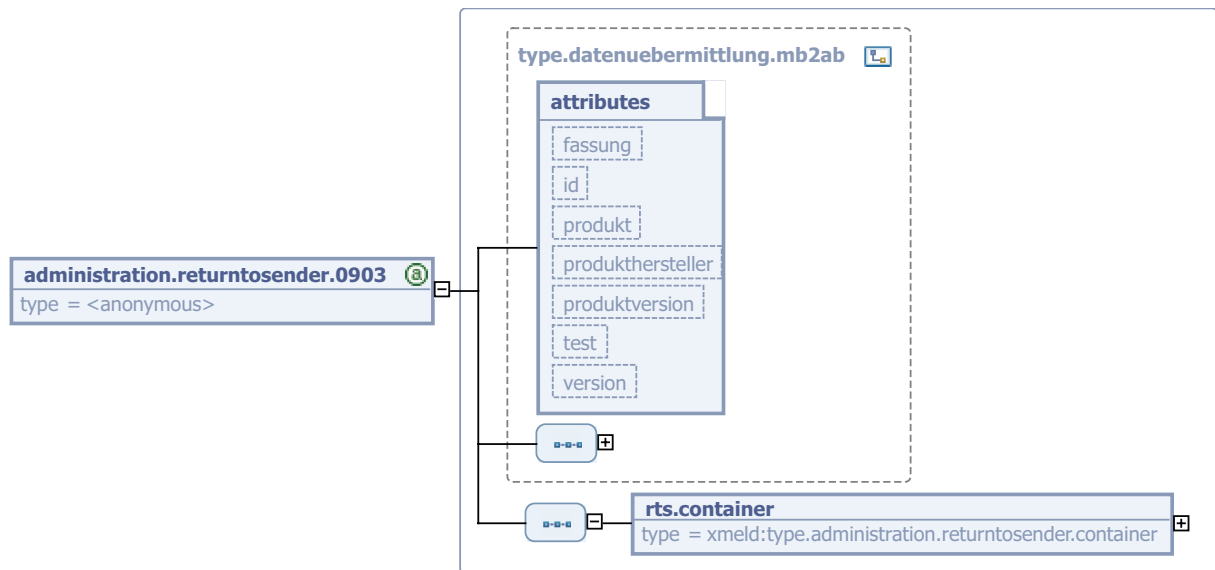 type.datenuebermittlung.mb2ab
attributes
fassung
id
produkt
produkthersteller
produktversion
test
version
administration.returntosender.0903
type = <anonymous>
rts.container
type = xmeld:type.administration.returntosender.container